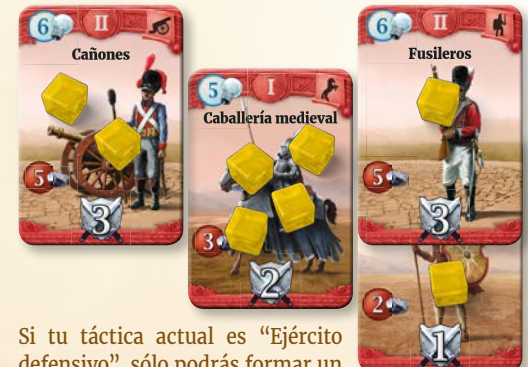 6 II
Cañones
5
3
5 I
Caballería medieval
3
2
6 II
Fusileros
5
3
2
1
Si tu táctica actual es “Ejército
defensivo”, sólo podrás formar un